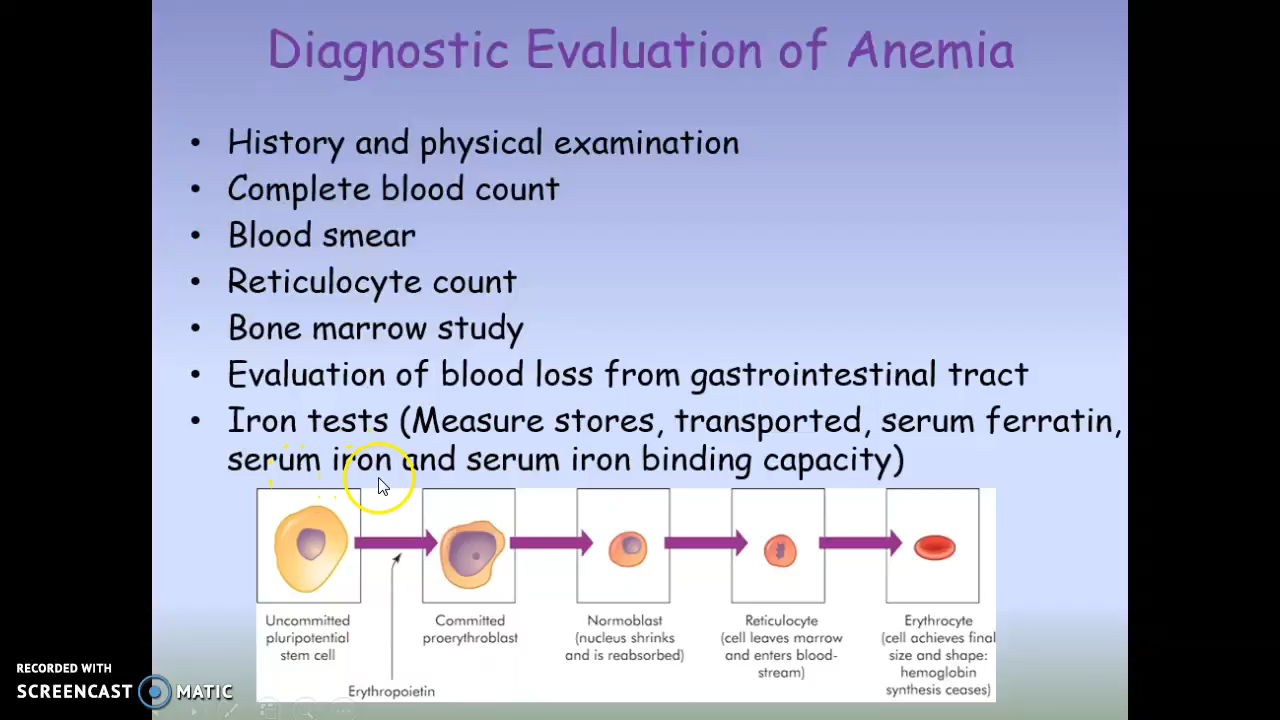 Diagnostic Evaluation of Anemia
• History and physical examination
• Complete blood count
• Blood smear
• Reticulocyte count
• Bone marrow study
• Evaluation of blood loss from gastrointestinal tract
• Iron tests (Measure stores, transported, serum ferratin,
serum iron and serum iron binding capacity)
Uncommitted
pluripotential
stem cell
Committed
proerythroblast
Normoblast
(nucleus shrinks
and is reabsorbed)
Reticulocyte
(cell leaves marrow
and enters blood-
stream)
Erythrocyte
(cell achieves final
size and shape:
hemoglobin
synthesis ceases)
Erythropoietin
RECORDED WITH
SCREENCAST MATIC